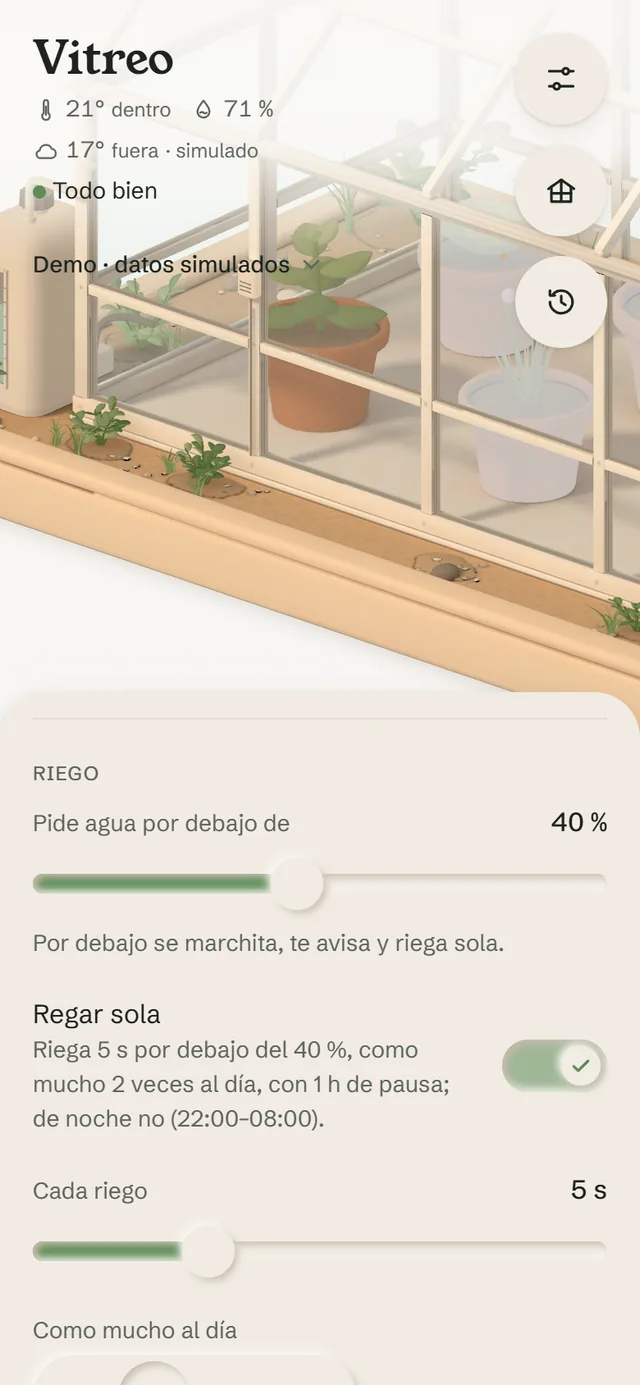 Vitreo
21° dentro 71 %
17° fuera · simulado
Todo bien
Demo · datos simulados
RIEGO
Pide agua por debajo de 40 %
Por debajo se marchita, te avisa y riega sola.
Regar sola
Riega 5 s por debajo del 40 %, como
mucho 2 veces al día, con 1 h de pausa;
de noche no (22:00–08:00).
Cada riego 5 s
Como mucho al día